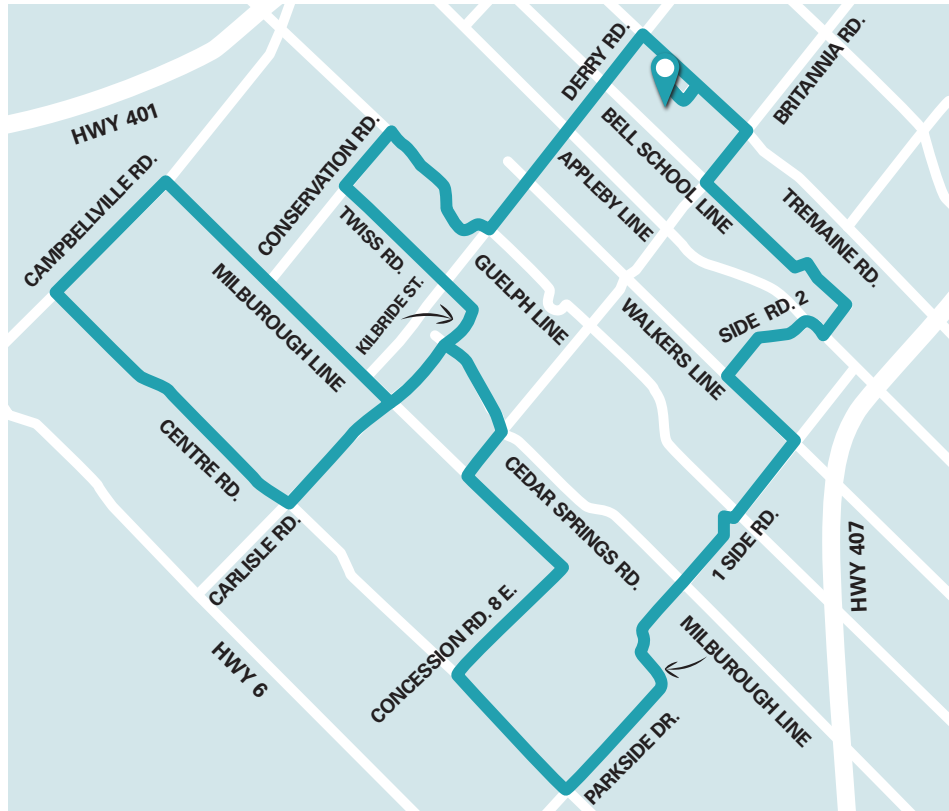 DERRY RD.
BRITANNIA RD.
HWY 401
CONSERVATION RD.
BELL SCHOOL LINE
APPLEBY LINE
CAMPBELLVILLE RD.
TREMAINE RD.
TWISS RD.
MILBOROUGH LINE
GUELPH LINE
KILBRIDE ST.
SIDE RD. 2
WALKERS LINE
CENTRE RD.
CEDAR SPRINGS RD.
CARLISLE RD.
1 SIDE RD.
HWY 407
CONCESSION RD. 8 E.
MILBUROUGH LINE
HWY 6
PARKSIDE DR.